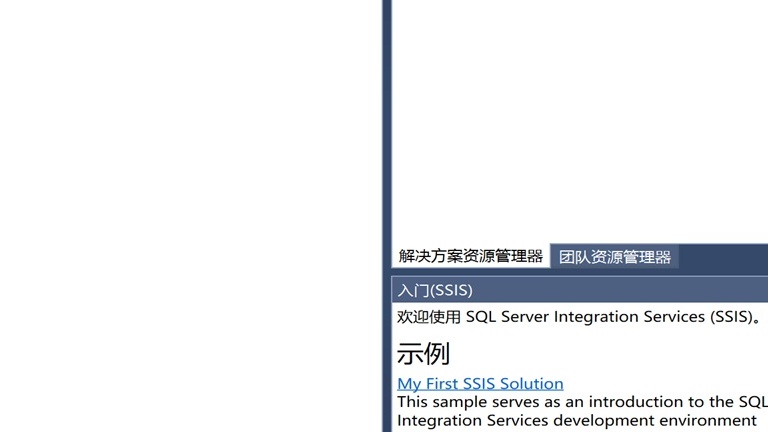 解决方案资源管理器 团队资源管理器
入门(SSIS)
欢迎使用 SQL Server Integration Services (SSIS)。
示例
My First SSIS Solution
This sample serves as an introduction to the SQL
Integration Services development environment